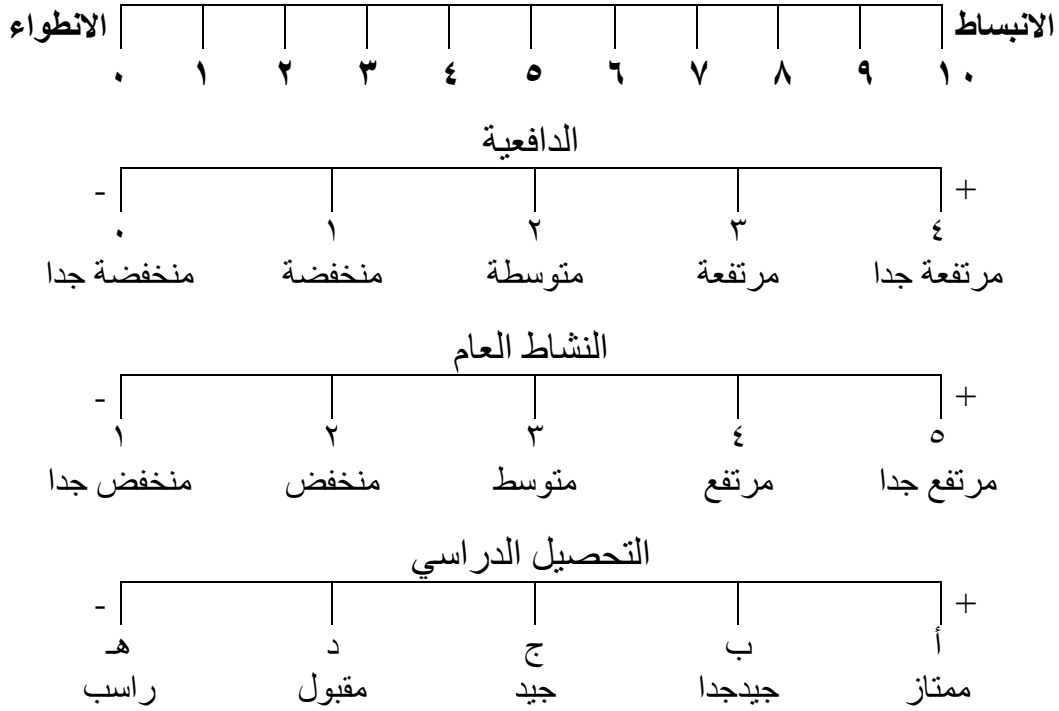 الانبساط الانطواء
١٠ ٩ ٨ ٧ ٦ ٥ ٤ ٣ ٢ ١ ٠
الدافعية
+ -
٤ ٣ ٢ ١ ٠
مرتفعة جدا مرتفعة متوسطة منخفضة منخفضة جدا
النشاط العام
+ -
٥ ٤ ٣ ٢ ١
مرتفع جدا مرتفع متوسط منخفض منخفض جدا
التحصيل الدراسي
+ -
أ ب ج د هـ
ممتاز جيدجدا جيد مقبول راسب